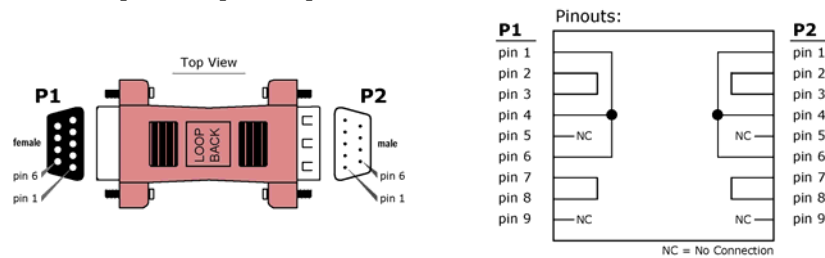 Top View
P1
P2
female
male
LOOP
BACK
pin 6
pin 1
pin 6
pin 1
Pinouts:
P1
P2
pin 1
pin 1
pin 2
pin 2
pin 3
pin 3
pin 4
pin 4
pin 5
NC
NC
pin 5
pin 6
pin 6
pin 7
pin 7
pin 8
pin 8
pin 9
NC
NC
pin 9
NC = No Connection